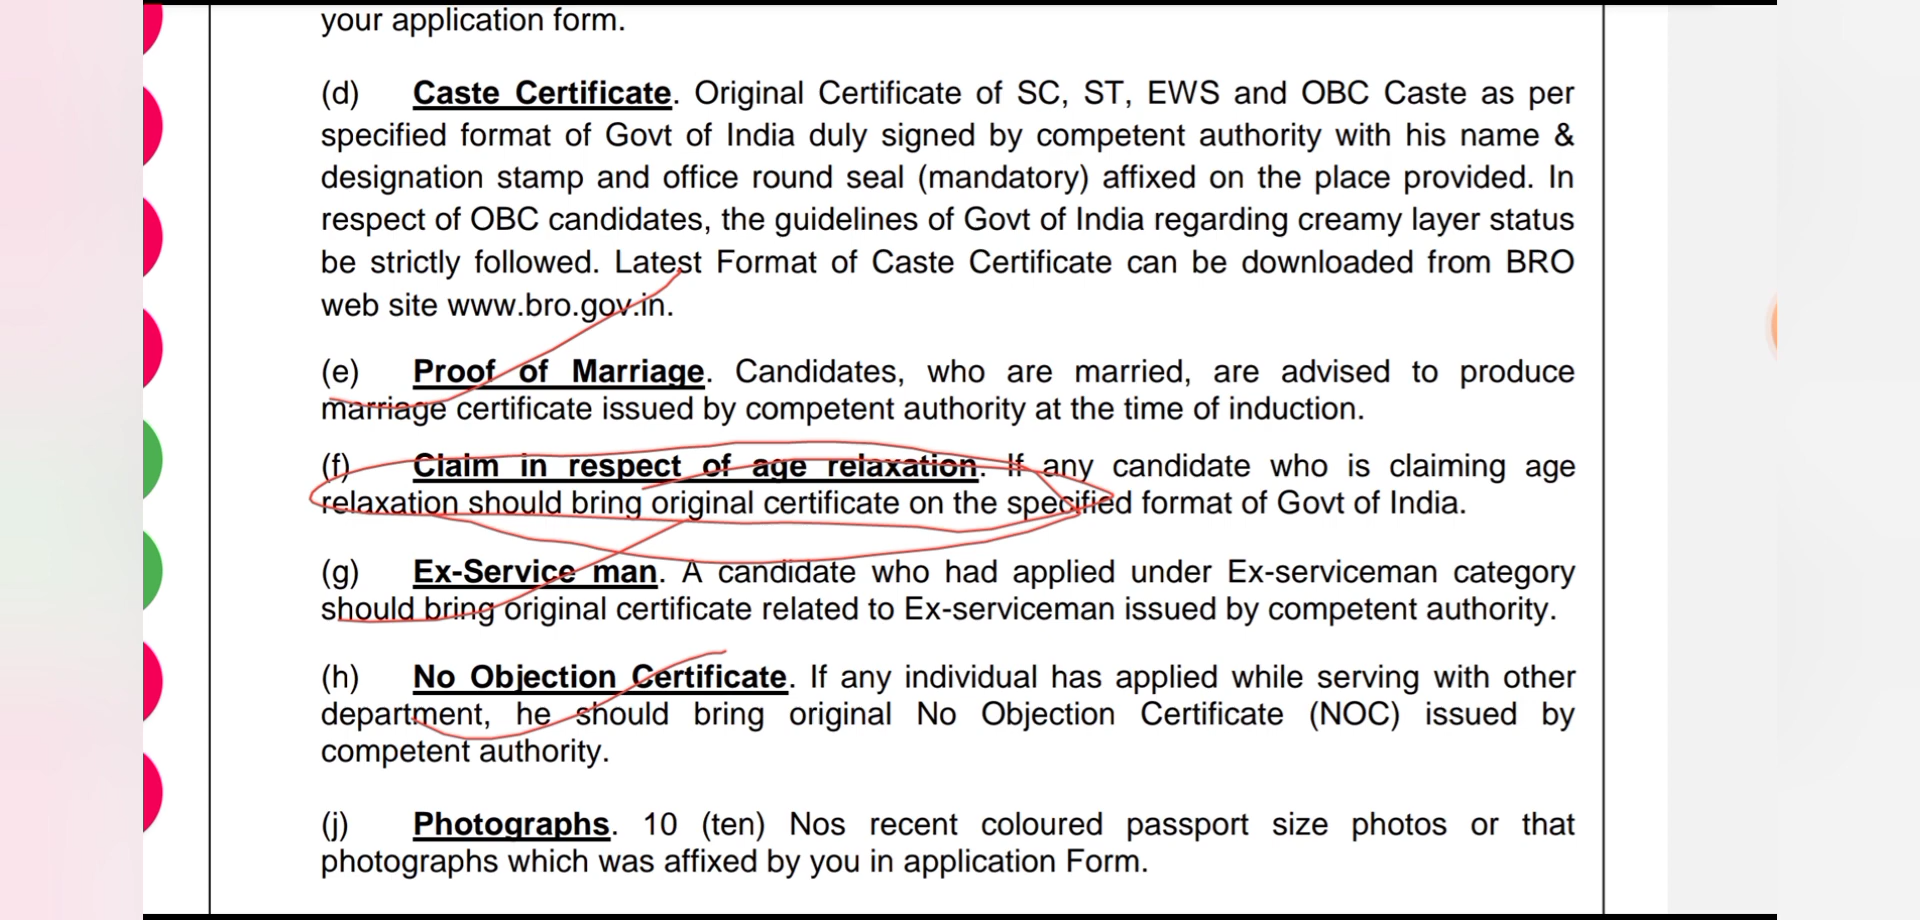 your application form.
(d) Caste Certificate. Original Certificate of SC, ST, EWS and OBC Caste as per
specified format of Govt of India duly signed by competent authority with his name &
designation stamp and office round seal (mandatory) affixed on the place provided. In
respect of OBC candidates, the guidelines of Govt of India regarding creamy layer status
be strictly followed. Latest Format of Caste Certificate can be downloaded from BRO
web site www.bro.gov.in.
(e) Proof of Marriage. Candidates, who are married, are advised to produce
marriage certificate issued by competent authority at the time of induction.
(f) Claim in respect of age relaxation. If any candidate who is claiming age
relaxation should bring original certificate on the specified format of Govt of India.
(g) Ex-Service man. A candidate who had applied under Ex-serviceman category
should bring original certificate related to Ex-serviceman issued by competent authority.
(h) No Objection Certificate. If any individual has applied while serving with other
department, he should bring original No Objection Certificate (NOC) issued by
competent authority.
(j) Photographs. 10 (ten) Nos recent coloured passport size photos or that
photographs which was affixed by you in application Form.